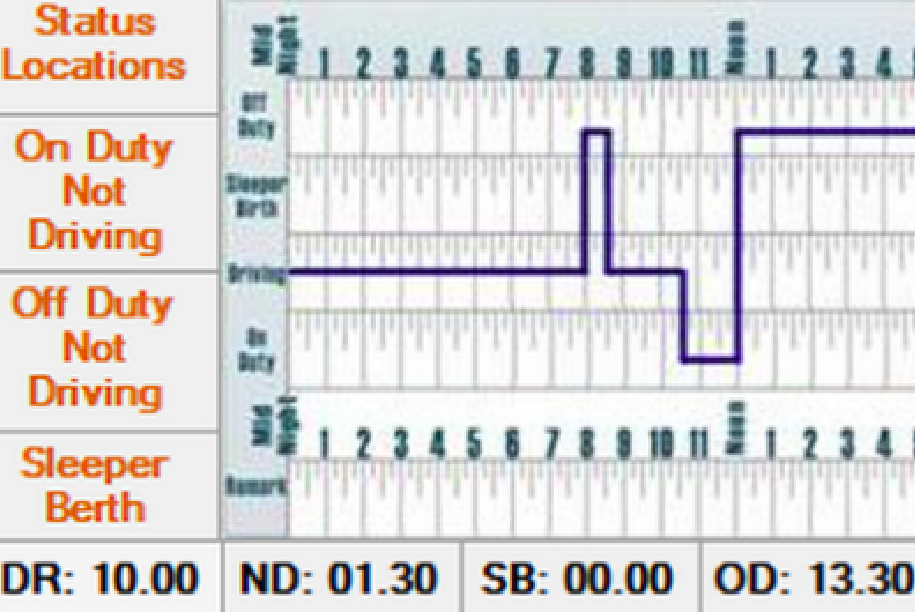 Status
Locations
On Duty
Not
Driving
Off Duty
Not
Driving
Sleeper
Berth
Mid Night 1 2 3 4 5 6 7 8 9 10 11 Noon 1 2 3 4
Off
Duty
Sleeper
Birth
Driving
On
Duty
Mid Night 1 2 3 4 5 6 7 8 9 10 11 Noon 1 2 3 4
Remark
DR: 10.00 ND: 01.30 SB: 00.00 OD: 13.30